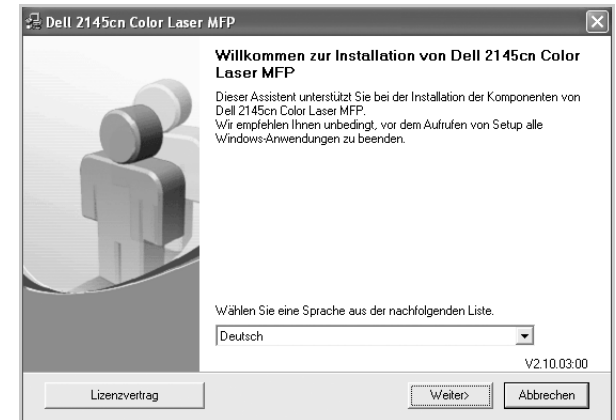 Dell 2145cn Color Laser MFP
Willkommen zur Installation von Dell 2145cn Color
Laser MFP
Dieser Assistent unterstützt Sie bei der Installation der Komponenten von
Dell 2145cn Color Laser MFP.
Wir empfehlen Ihnen unbedingt, vor dem Aufrufen von Setup alle
Windows-Anwendungen zu beenden.
Wählen Sie eine Sprache aus der nachfolgenden Liste.
Deutsch
V2.10.03:00
Lizenzvertrag
Weiter>
Abbrechen